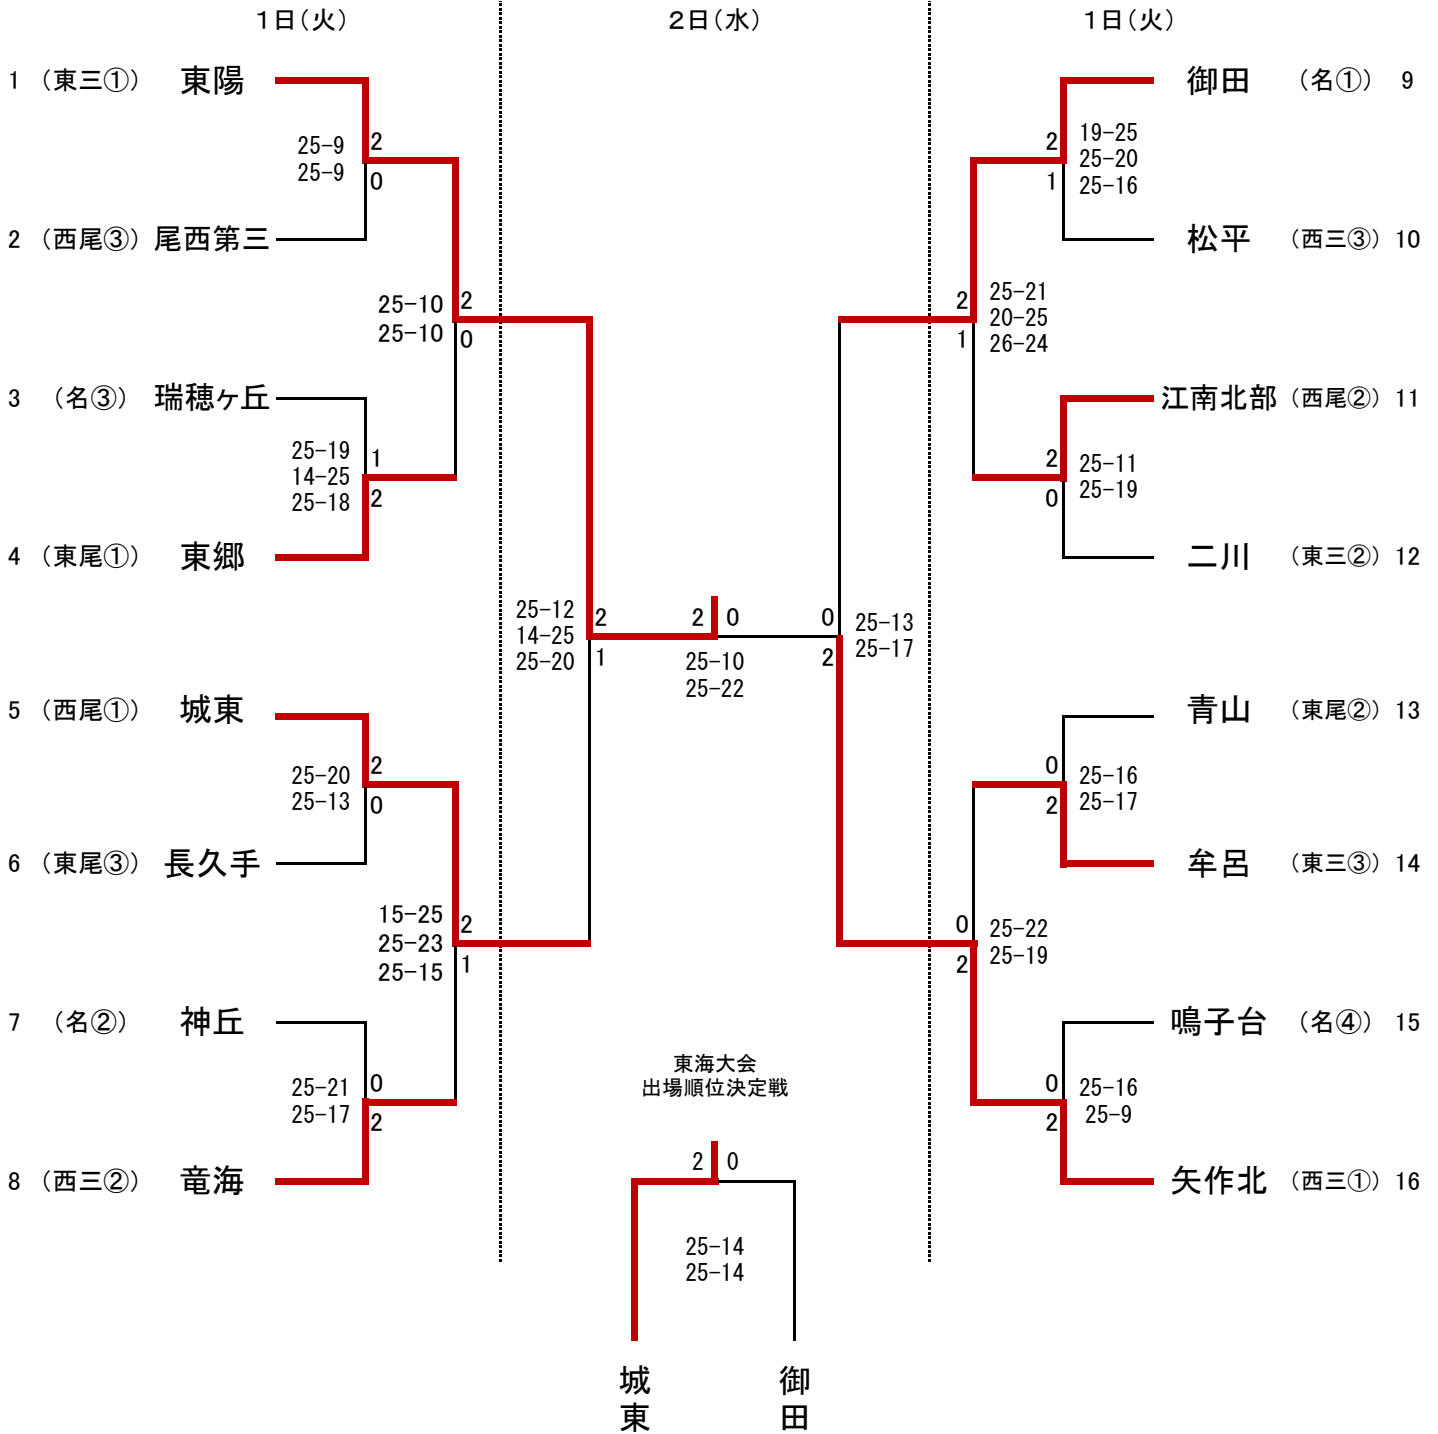 1日(火) 2日(水) 1日(火)
1 (東三①) 東陽
25-9 2
25-9 0
2 (西尾③) 尾西第三
25-10 2
25-10 0
3 (名③) 瑞穂ヶ丘
25-19 1
14-25
25-18 2
4 (東尾①) 東郷
5 (西尾①) 城東
25-20 2
25-13 0
6 (東尾③) 長久手
15-25 2
25-23
25-15 1
7 (名②) 神丘
25-21 0
25-17 2
8 (西三②) 竜海
25-12 2
14-25
25-20 1
2 0
25-10
25-22
0 25-13
2 25-17
御田 (名①) 9
2 19-25
25-20
1 25-16
松平 (西三③) 10
2 25-21
20-25
1 26-24
江南北部 (西尾②) 11
2 25-11
0 25-19
二川 (東三②) 12
青山 (東尾②) 13
0 25-16
2 25-17
牟呂 (東三③) 14
0 25-22
2 25-19
鳴子台 (名④) 15
0 25-16
2 25-9
矢作北 (西三①) 16
東海大会
出場順位決定戦
2 0
25-14
25-14
城東
御田